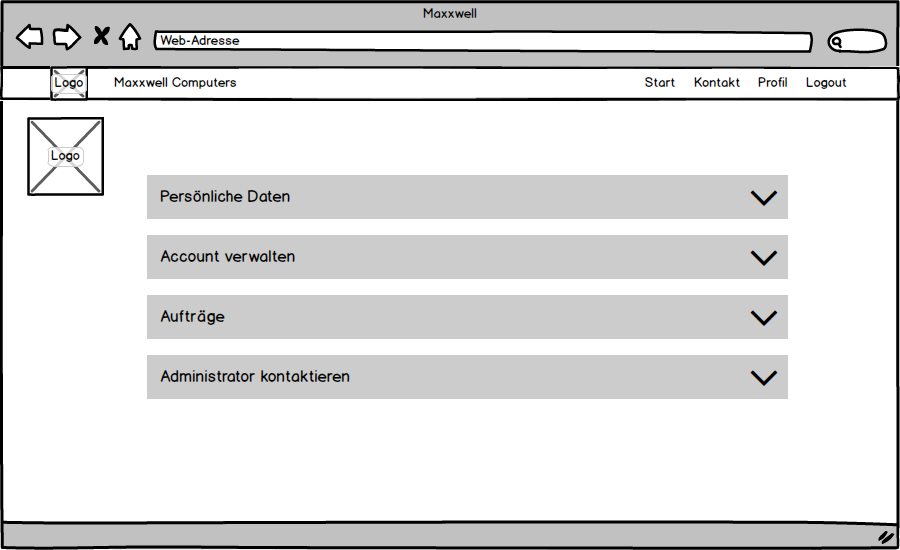 Maxxwell
Web-Adresse
Logo Maxxwell Computers Start Kontakt Profil Logout
Logo
Persönliche Daten
Account verwalten
Aufträge
Administrator kontaktieren